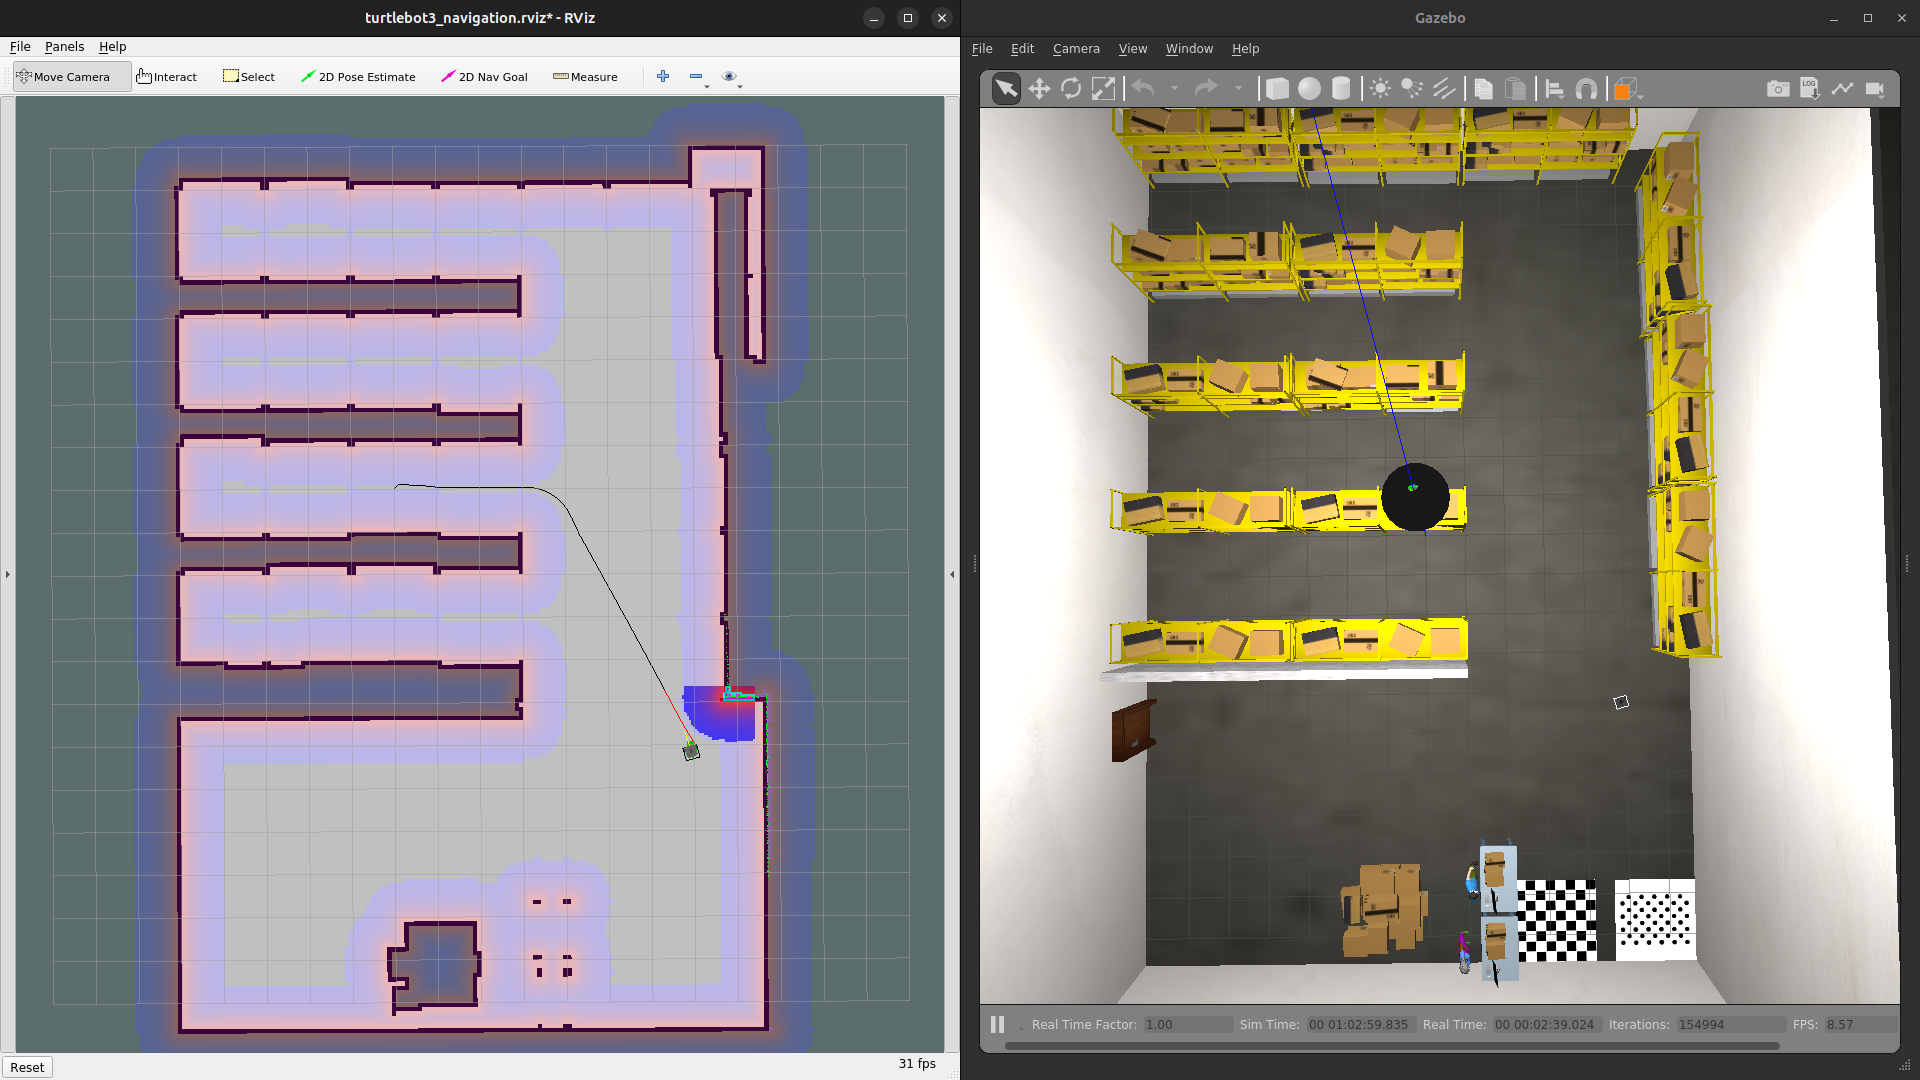 turtlebot3_navigation.rviz* - RViz
File Panels Help
Move Camera Interact Select 2D Pose Estimate 2D Nav Goal Measure
Reset
31 fps
Gazebo
File Edit Camera View Window Help
LOG
Real Time Factor: 1.00 Sim Time: 00 01:02:59.835 Real Time: 00 00:02:39.024 Iterations: 154994 FPS: 8.57